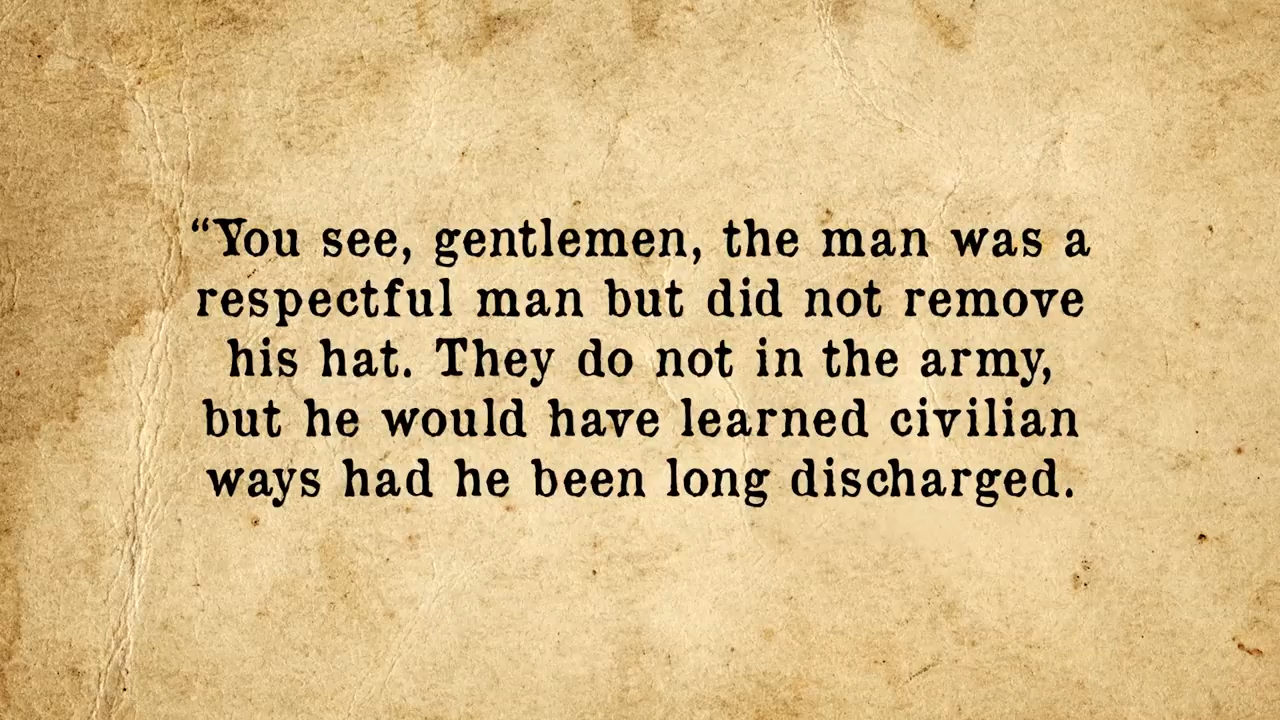 “You see, gentlemen, the man was a
respectful man but did not remove
his hat. They do not in the army,
but he would have learned civilian
ways had he been long discharged.